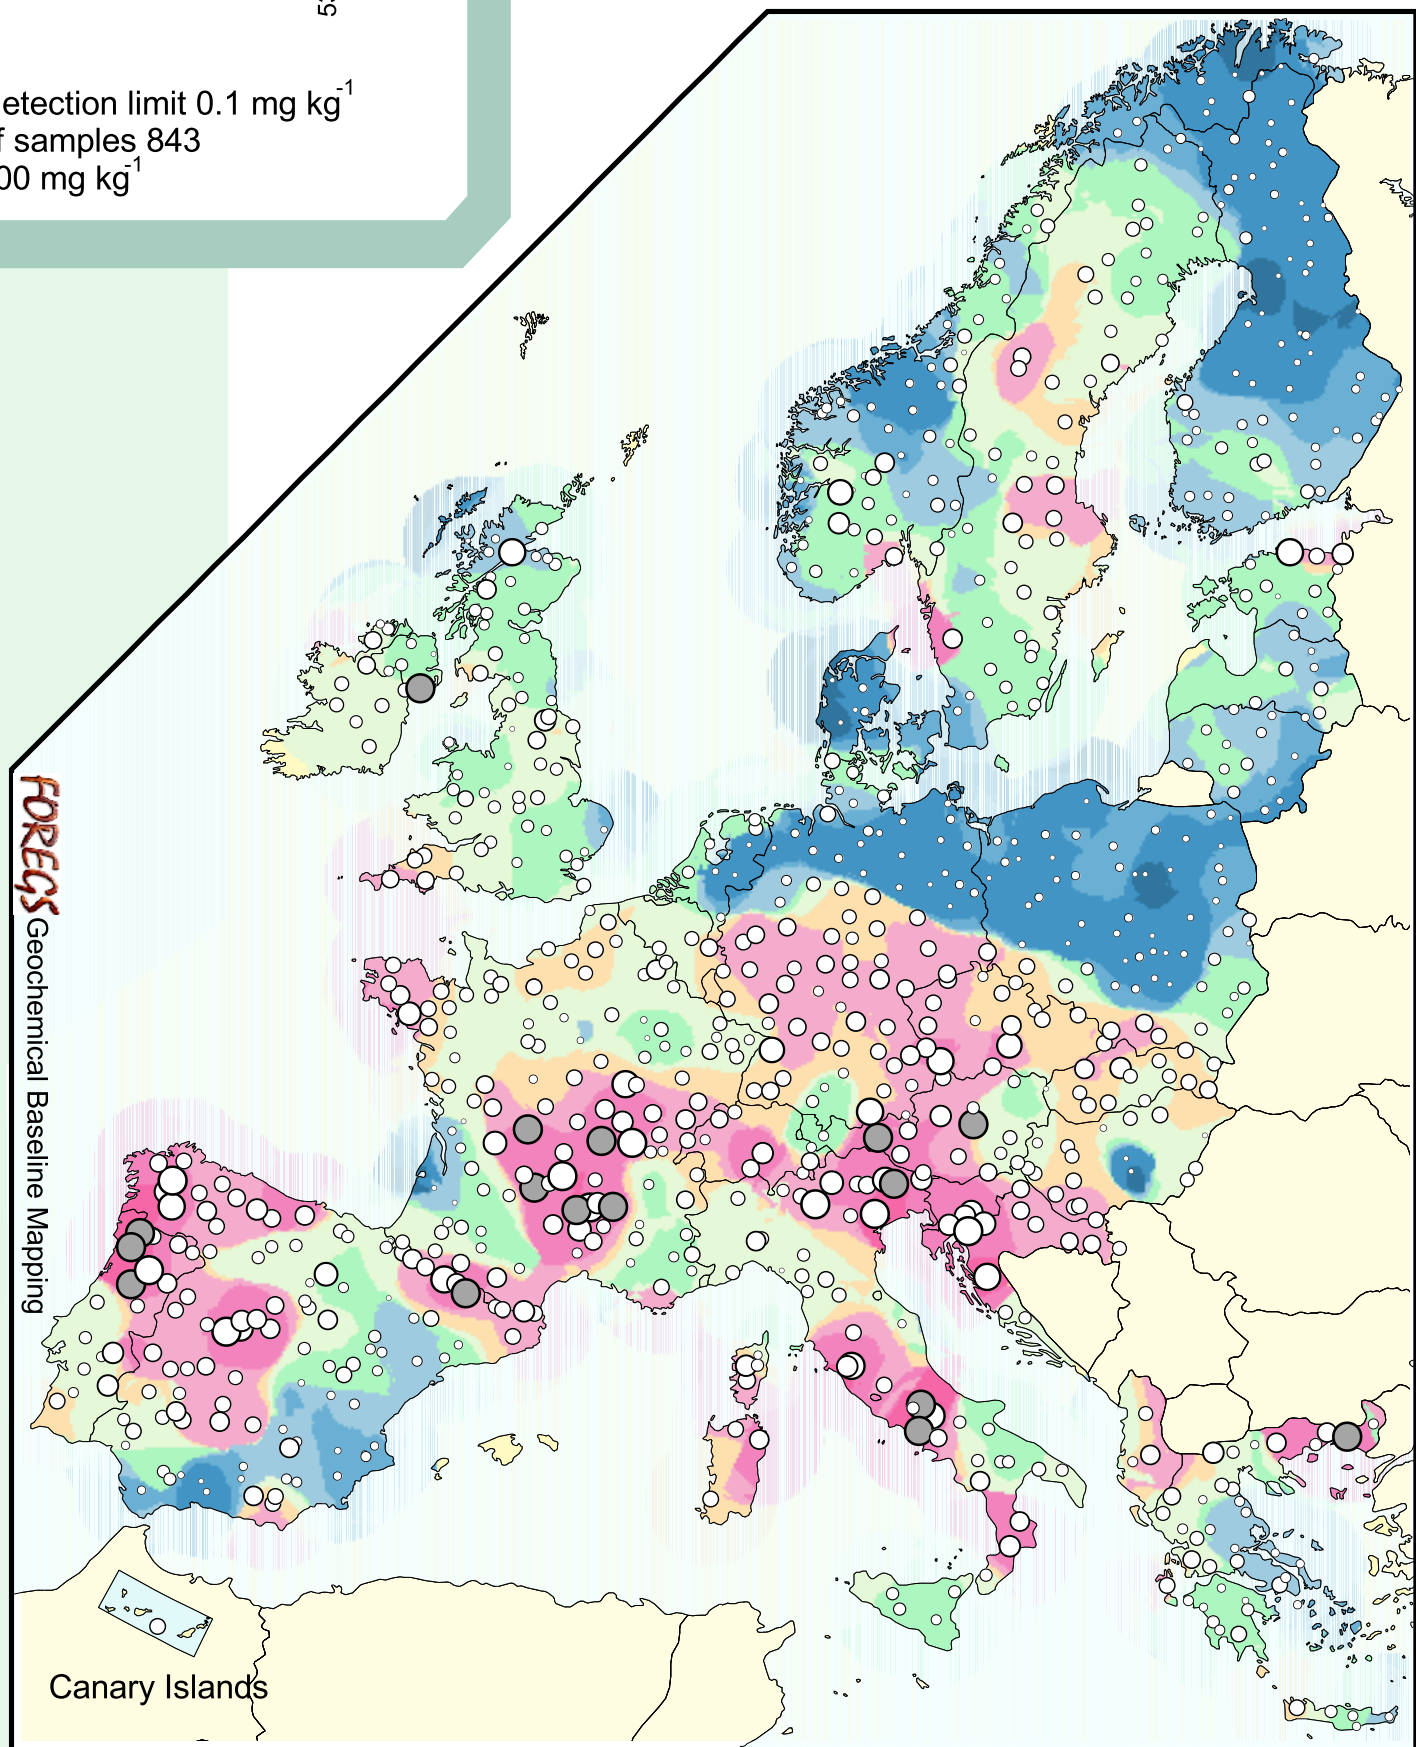 etection limit 0.1 mg kg-1
f samples 843
00 mg kg-1
FOREGS Geochemical Baseline Mapping
Canary Islands